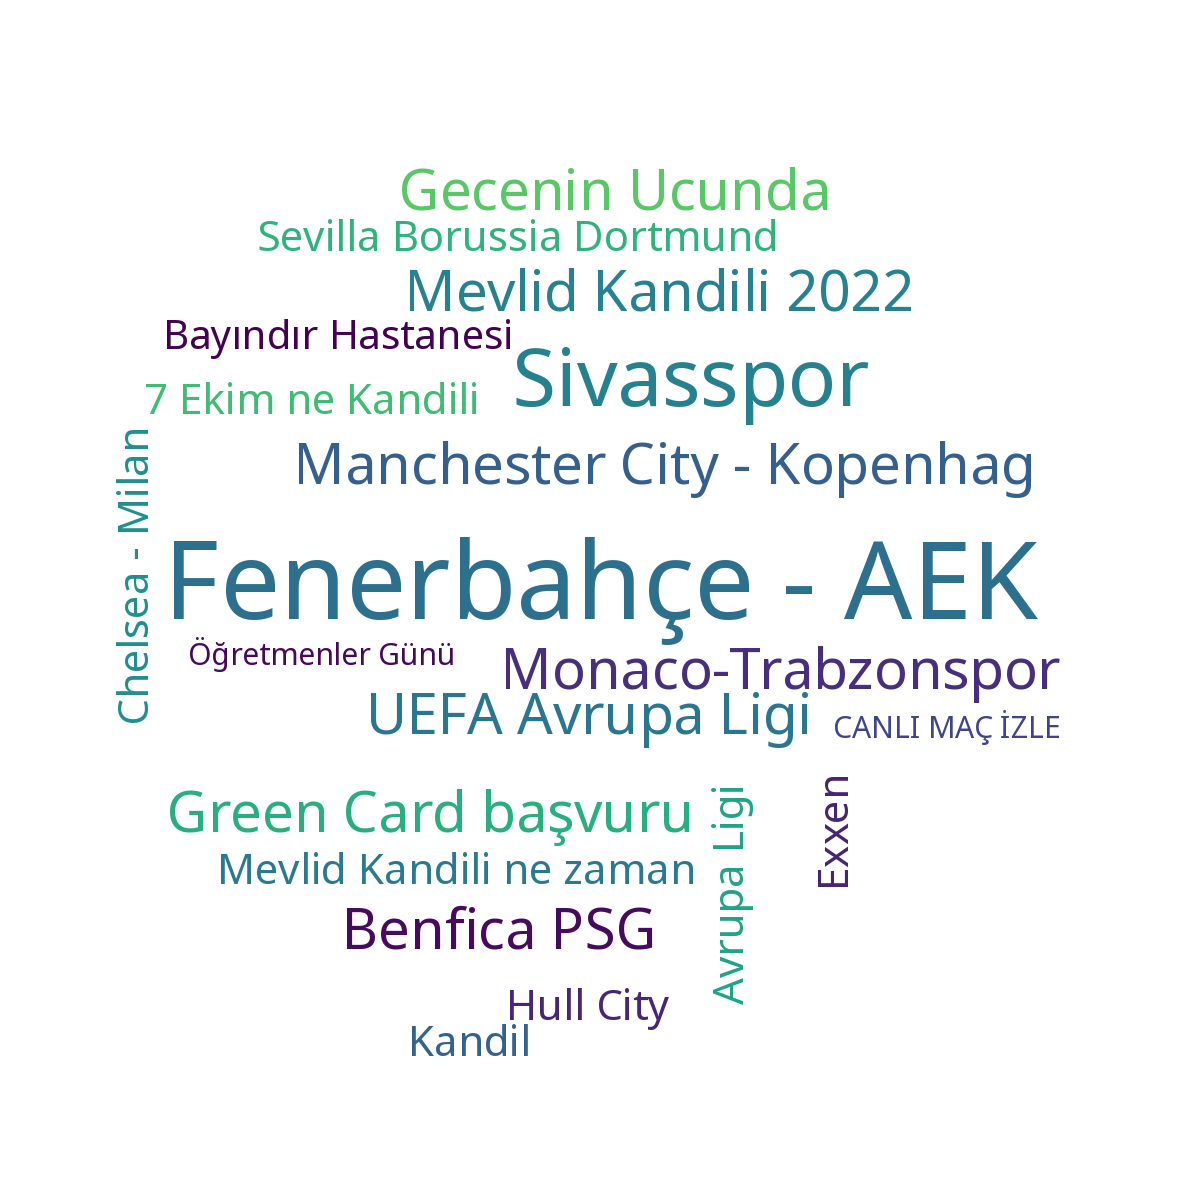 Gecenin Ucunda
Sevilla Borussia Dortmund
Mevlid Kandili 2022
Bayındır Hastanesi
Sivasspor
7 Ekim ne Kandili
Manchester City - Kopenhag
Chelsea - Milan
Fenerbahçe - AEK
Öğretmenler Günü
Monaco-Trabzonspor
UEFA Avrupa Ligi
CANLI MAÇ İZLE
Green Card başvuru
Avrupa Ligi
Exxen
Mevlid Kandili ne zaman
Benfica PSG
Hull City
Kandil